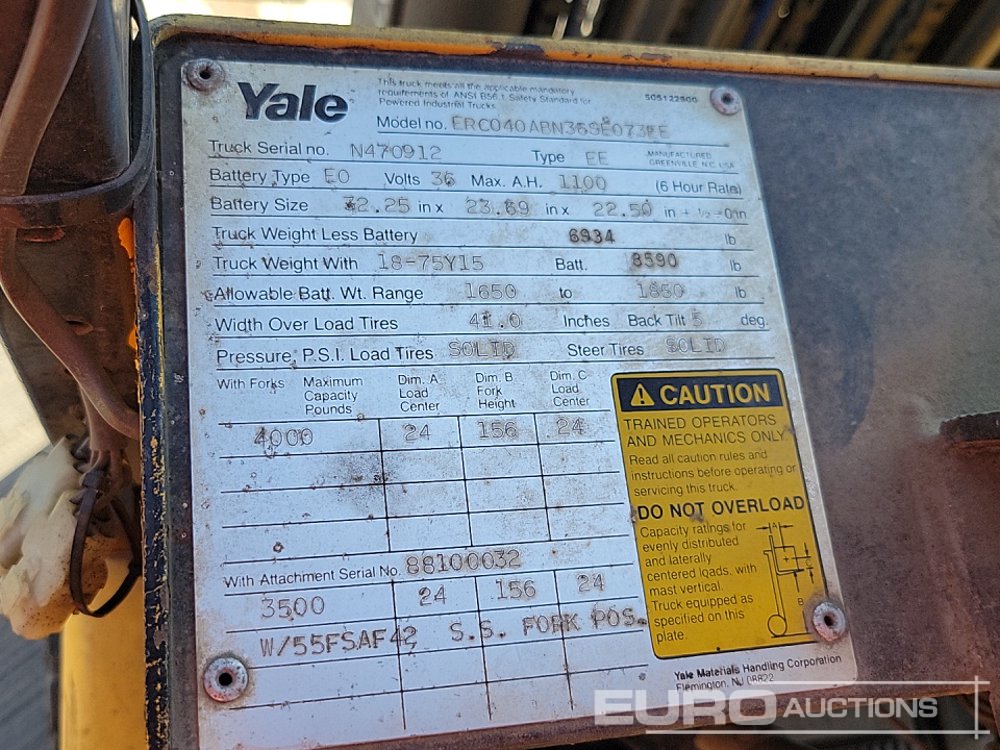 Yale
This truck meets all the applicable mandatory
requirements of ANSI B56.1 Safety Standard for
Powered Industrial Trucks
505122500
Model no. ERC040ABN36SE073EE
Truck Serial no. N470912 Type EE MANUFACTURED
GREENVILLE N.C. USA
Battery Type EO Volts 36 Max. A.H. 1100 (6 Hour Rate)
Battery Size in x 23.69 in x 22.50 in + ½ -0 in
Truck Weight Less Battery 6934 lb
Truck Weight With 18-75Y15 Batt. 8590 lb
Allowable Batt. Wt. Range 1650 to 1850 lb
Width Over Load Tires 41.0 Inches Back Tilt 5 deg.
Pressure, P.S.I. Load Tires SOLID Steer Tires SOLID
With Forks Maximum Capacity Pounds Dim. A Load Center Dim. B Fork Height Dim. C Load Center
4000 24 156 24
With Attachment Serial No. 88100032
3500 24 156 24
W/55FSAF42 S.S. FORK POS.
CAUTION
TRAINED OPERATORS
AND MECHANICS ONLY
Read all caution rules and
instructions before operating or
servicing this truck.
DO NOT OVERLOAD
Capacity ratings for
evenly distributed
and laterally
centered loads, with
mast vertical.
Truck equipped as
specified on this
plate.
A
C
B
Yale Materials Handling Corporation
Flemington, NJ 08822
EURO AUCTIONS